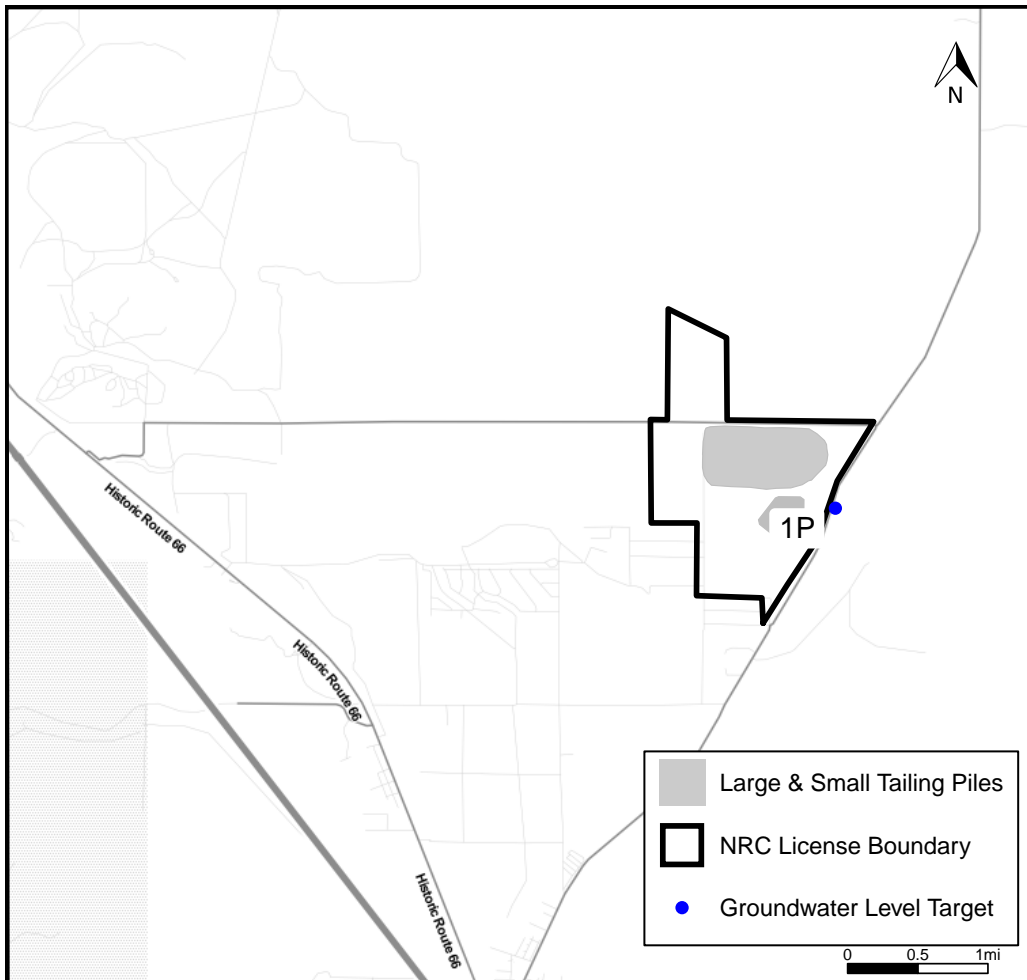 N
Historic Route 66
1P
Historic Route 66
Historic Route 66
Large & Small Tailing Piles
NRC License Boundary
Groundwater Level Target
0 0.5 1mi